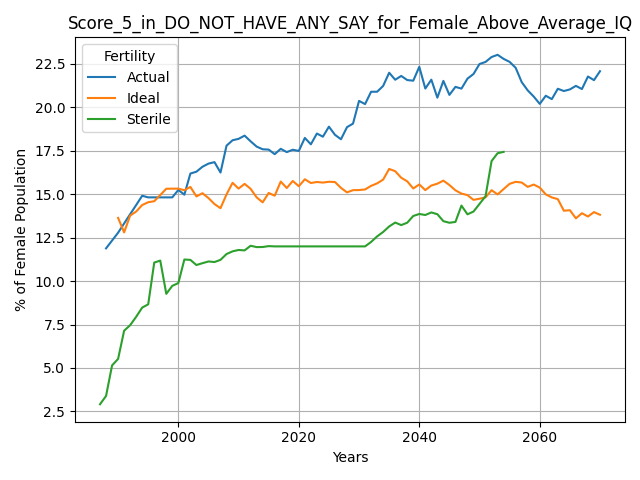 Score_5_in_DO_NOT_HAVE_ANY_SAY_for_Female_Above_Average_IQ
Fertility
Actual
Ideal
Sterile
% of Female Population
22.5
20.0
17.5
15.0
12.5
10.0
7.5
5.0
2.5
2000
2020
2040
2060
Years